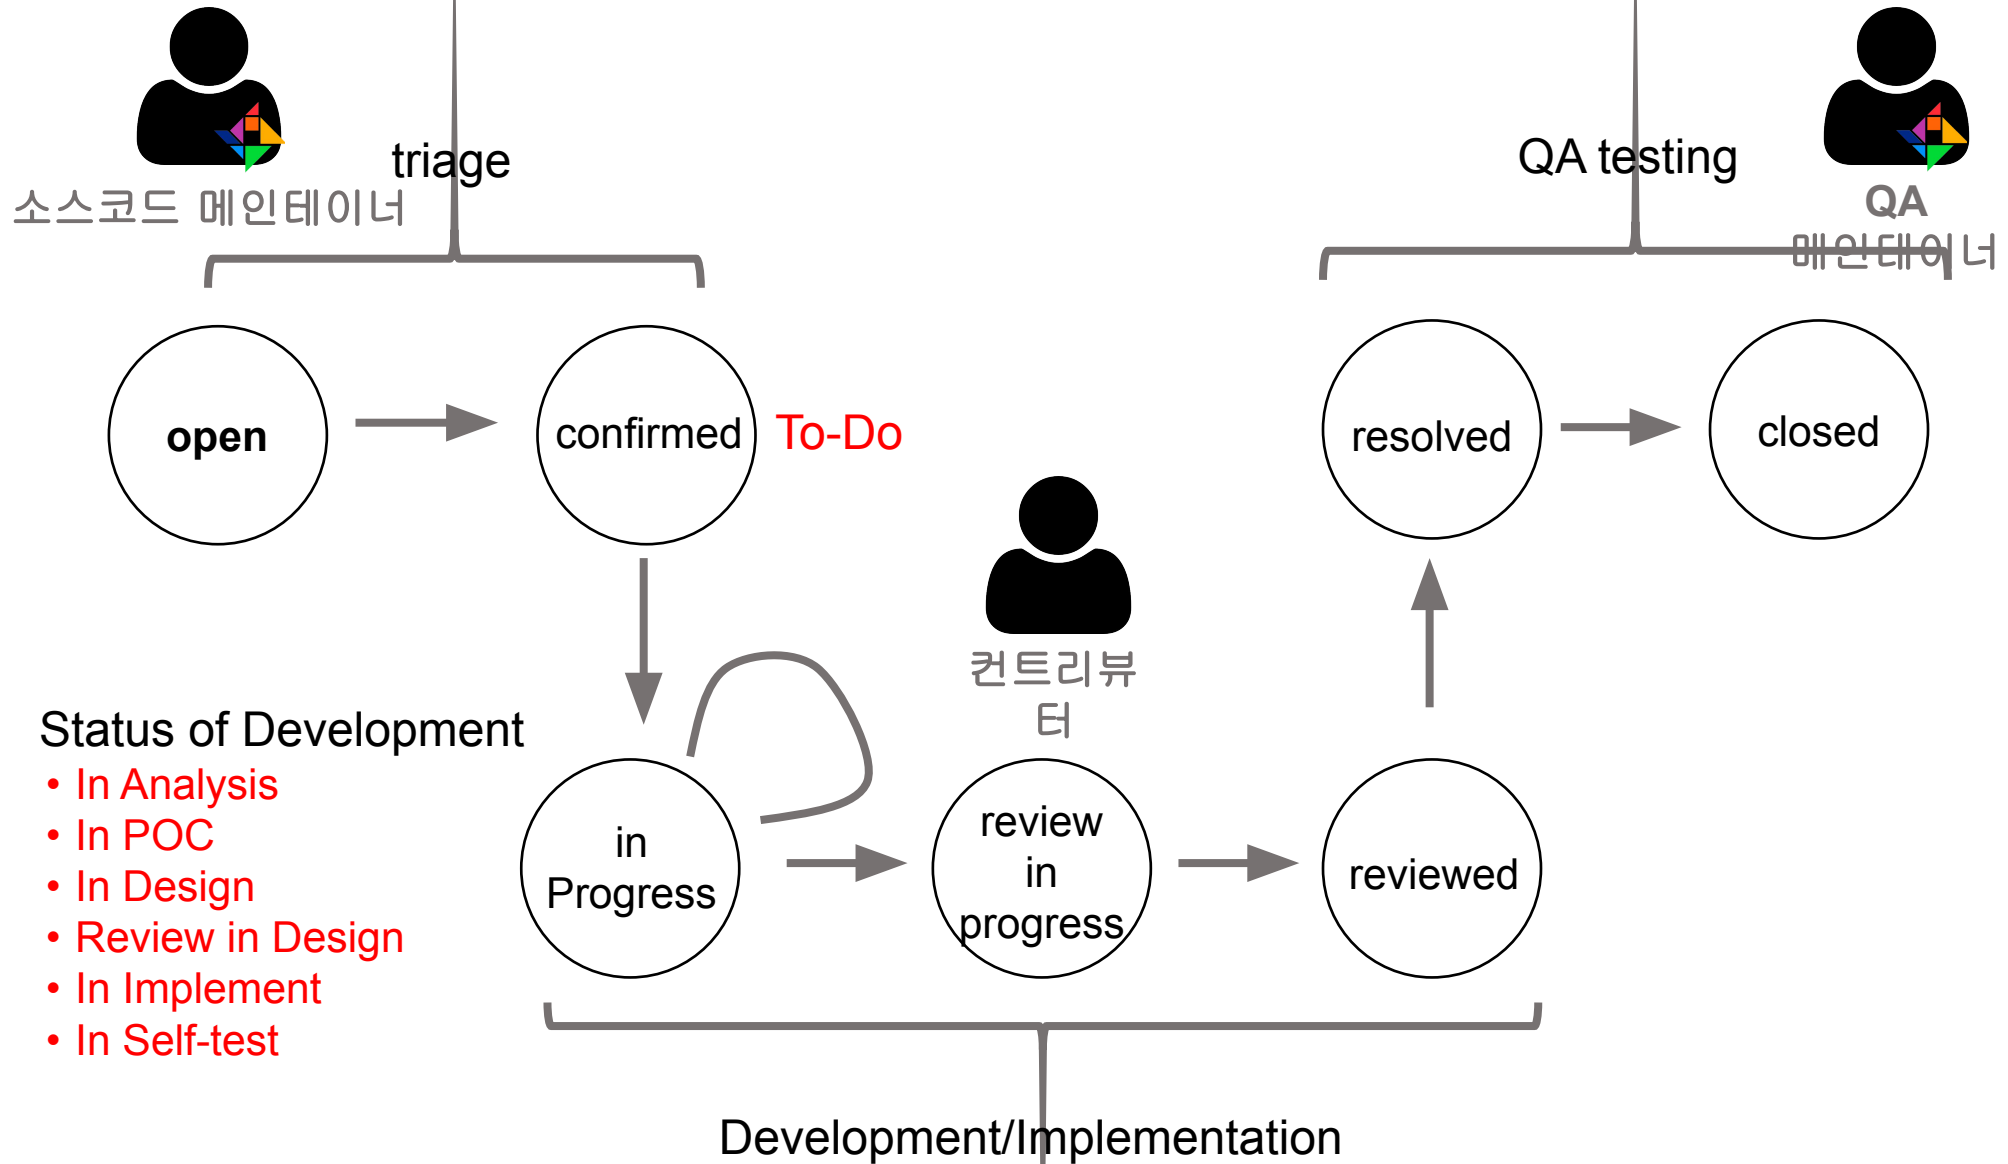 triage
소스코드 메인테이너
QA testing
QA
메인테이너
open
confirmed
To-Do
resolved
closed
컨트리뷰
터
Status of Development
• In Analysis
• In POC
• In Design
• Review in Design
• In Implement
• In Self-test
in
Progress
review
in
progress
reviewed
Development/Implementation